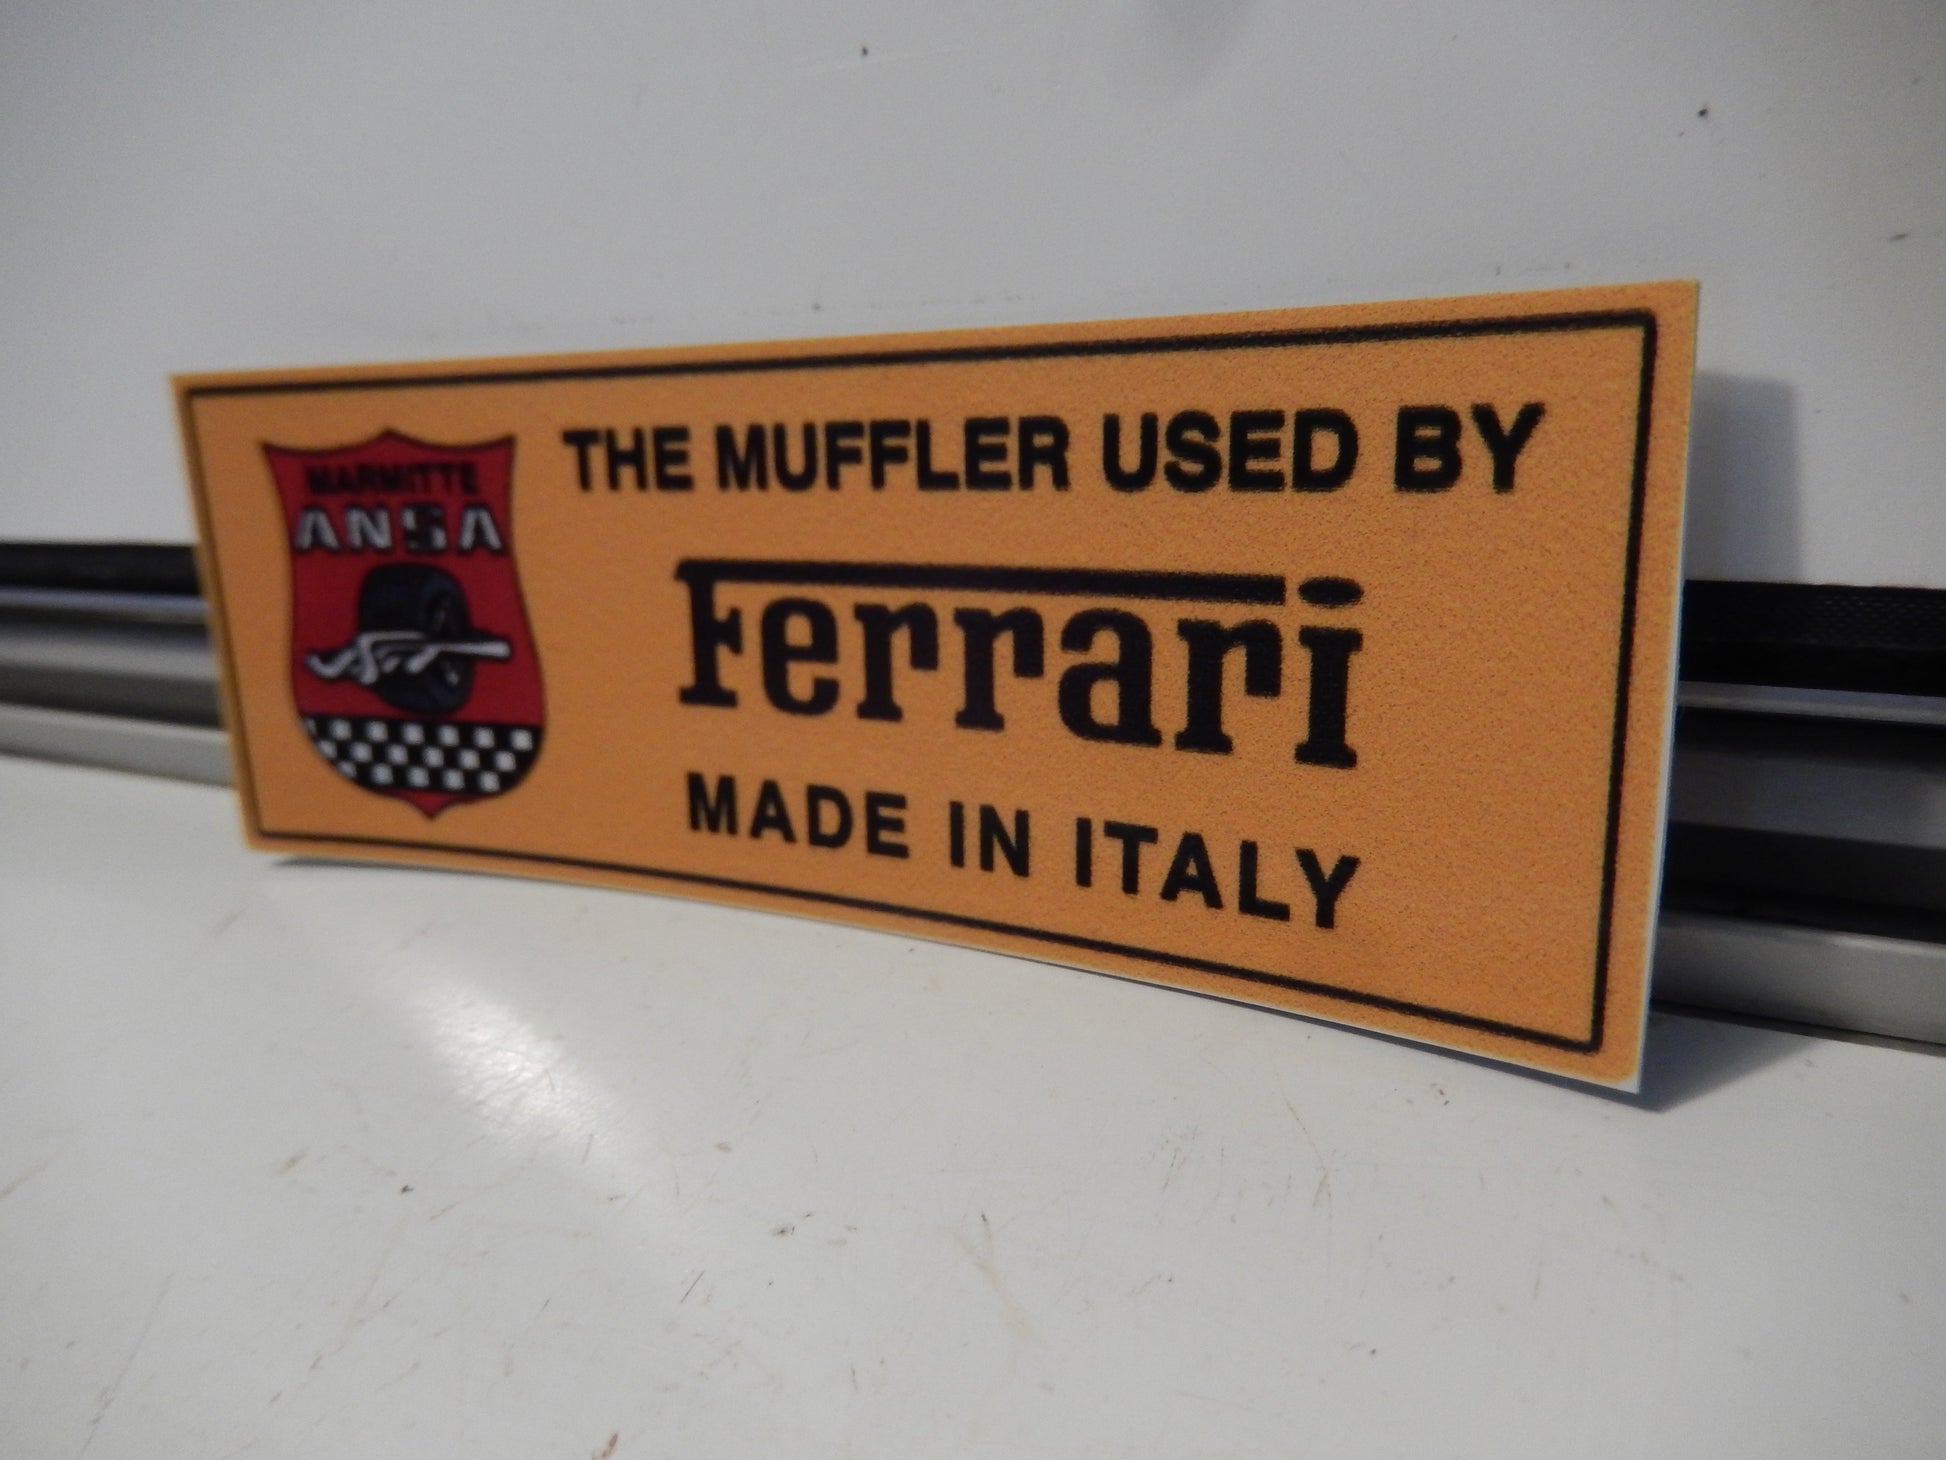 MARMITTE
ANSA
THE MUFFLER USED BY
Ferrari
MADE IN ITALY